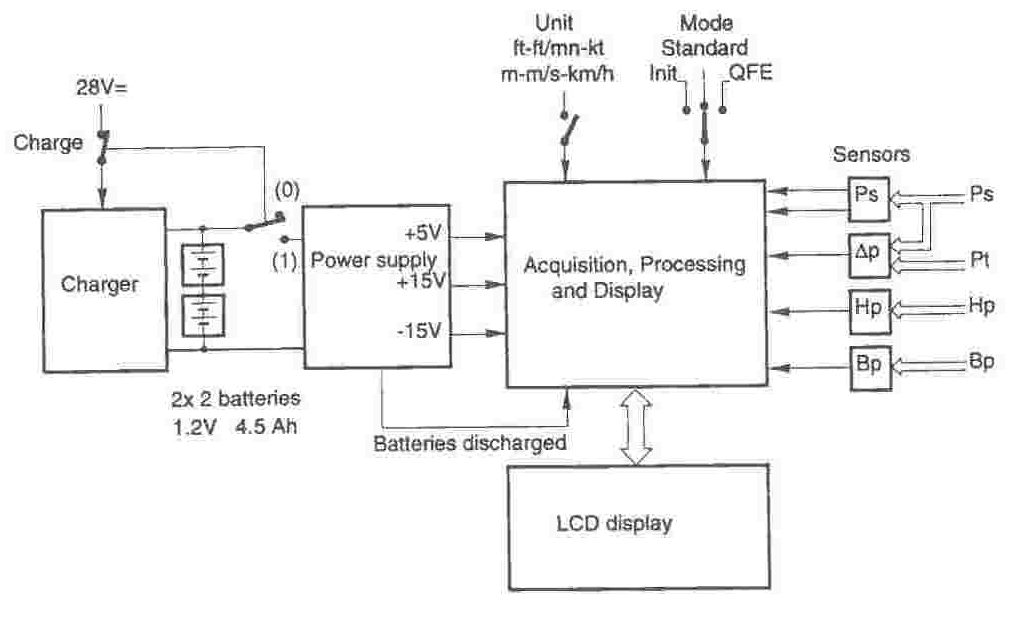 Unit
ft-ft/mn-kt
m-m/s-km/h
Mode
Standard
Init
QFE
28V=
Charge
Sensors
(0)
(1)
Charger
Power supply
+5V
+15V
-15V
Acquisition, Processing
and Display
Ps
Ps
Δp
Pt
Hp
Hp
Bp
Bp
2x 2 batteries
1.2V 4.5 Ah
Batteries discharged
LCD display